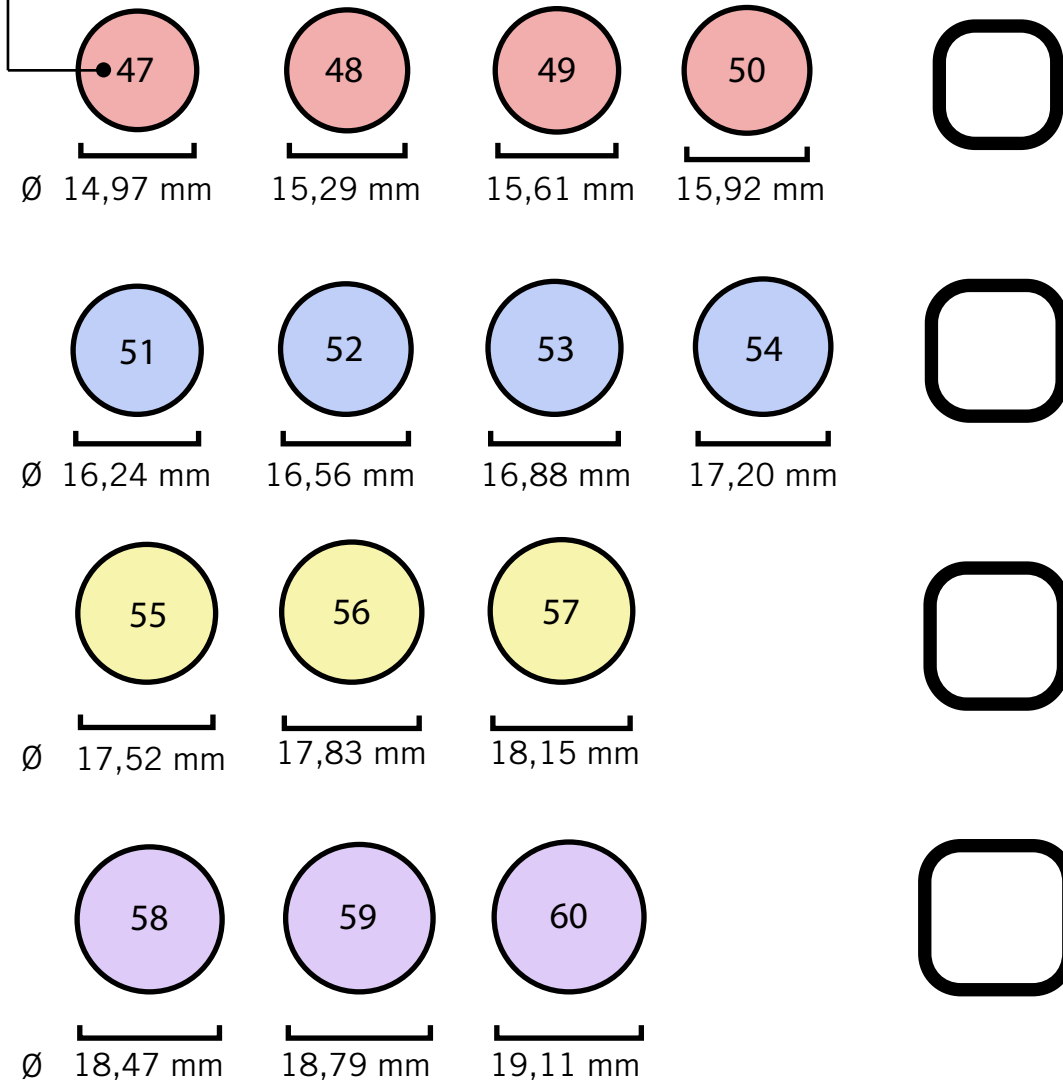 47 48 49 50
Ø 14,97 mm 15,29 mm 15,61 mm 15,92 mm
51 52 53 54
Ø 16,24 mm 16,56 mm 16,88 mm 17,20 mm
55 56 57
Ø 17,52 mm 17,83 mm 18,15 mm
58 59 60
Ø 18,47 mm 18,79 mm 19,11 mm